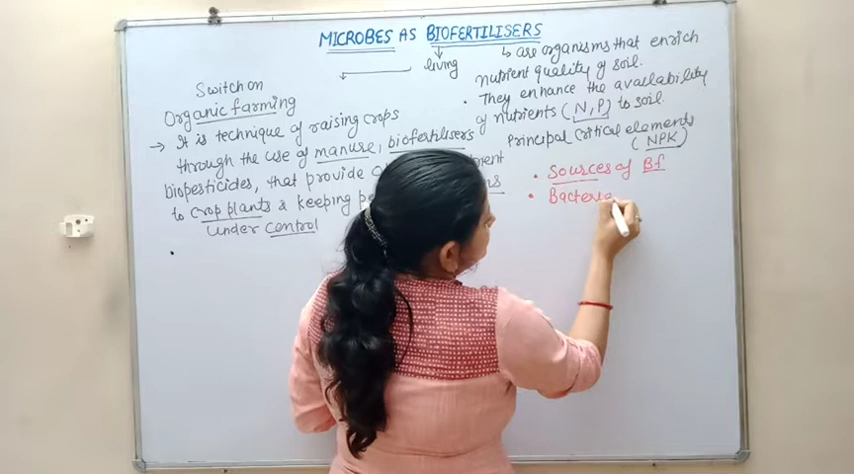 MICROBES AS BIOFERTILISERS
living
↳ are organisms that enrich
nutrient quality of soil.
• They enhance the availability
of nutrients (N, P) to soil.
Principal Critical elements
(NPK)
• Sources of Bf
• Bacteria
Switch on
Organic farming
→ It is technique of raising crops
through the use of manure, biofertilisers
biopesticides, that provide
to crop plants & keeping
under control